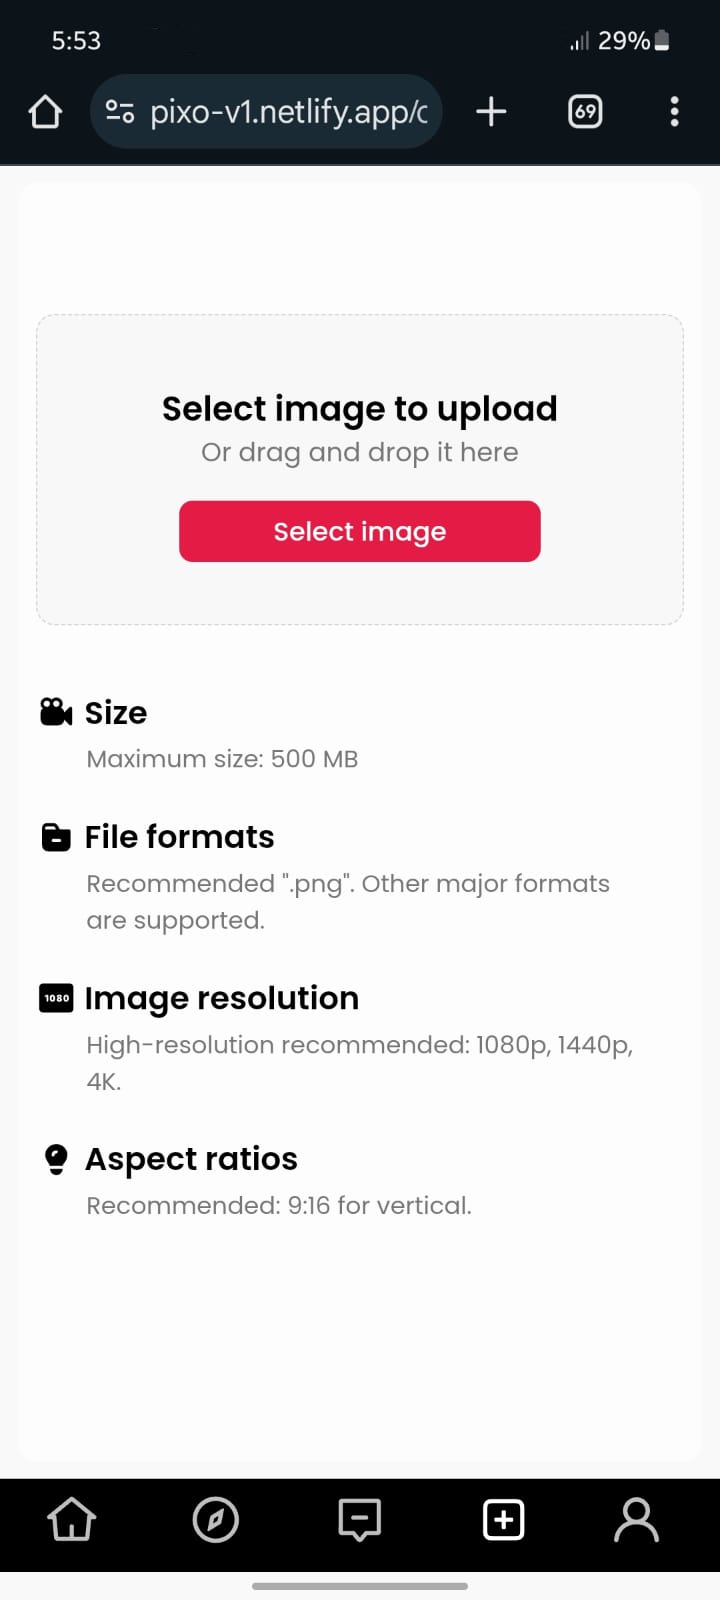 5:53
29%
pixo-v1.netlify.app/c
69
Select image to upload
Or drag and drop it here
Select image
Size
Maximum size: 500 MB
File formats
Recommended ".png". Other major formats
are supported.
1080
Image resolution
High-resolution recommended: 1080p, 1440p,
4K.
Aspect ratios
Recommended: 9:16 for vertical.